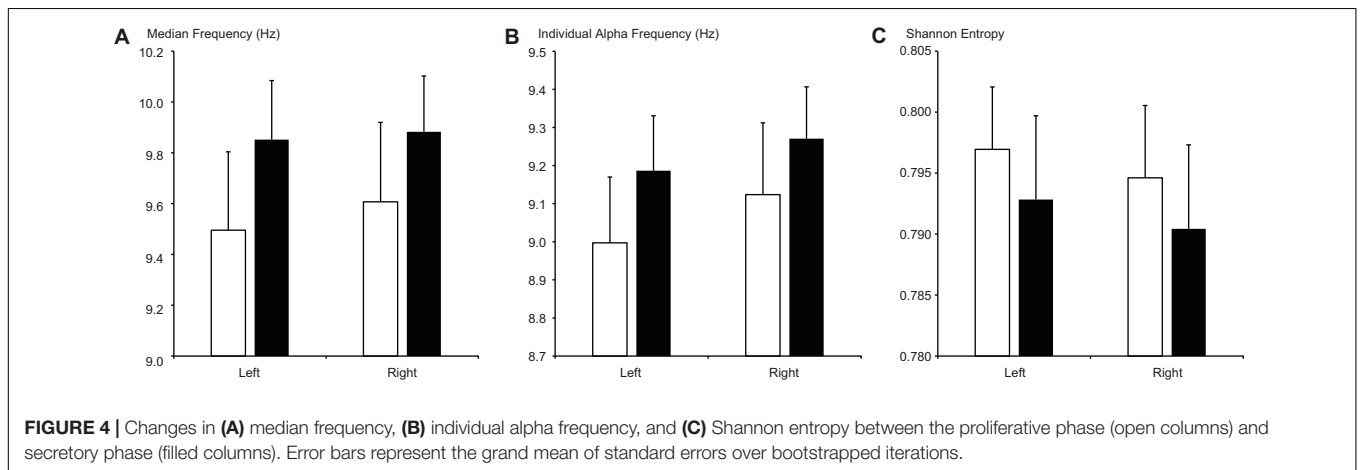 A Median Frequency (Hz)
10.2
10.0
9.8
9.6
9.4
9.2
9.0
Left Right
B Individual Alpha Frequency (Hz)
9.5
9.4
9.3
9.2
9.1
9.0
8.9
8.8
8.7
Left Right
C Shannon Entropy
0.805
0.800
0.795
0.790
0.785
0.780
Left Right
FIGURE 4 | Changes in (A) median frequency, (B) individual alpha frequency, and (C) Shannon entropy between the proliferative phase (open columns) and
secretory phase (filled columns). Error bars represent the grand mean of standard errors over bootstrapped iterations.